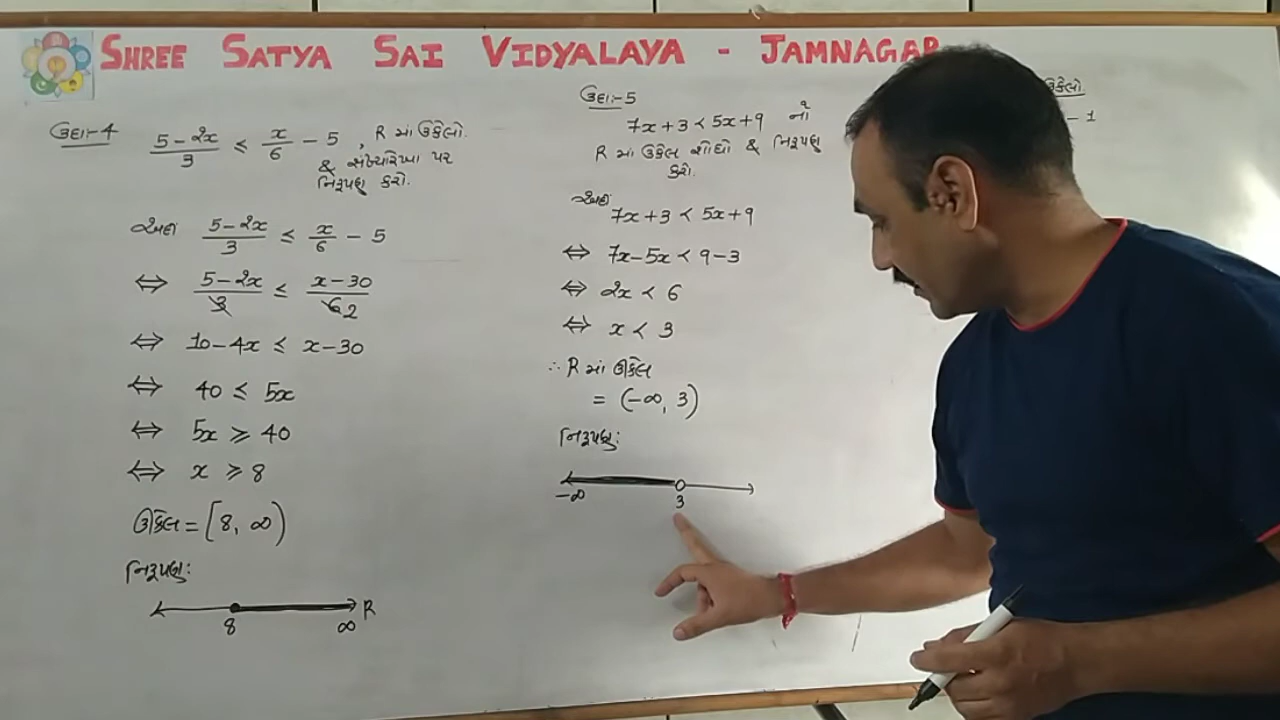 SHREE SATYA SAI VIDYALAYA - JAMNAGAR
ઉદા:-4
(5-2x)/3 ≤ x/6 - 5 , R માં ઉકેલો.
& સંખ્યારેખા પર
નિરૂપણ કરો.
અહીં (5-2x)/3 ≤ x/6 - 5
⇔ (5-2x)/3 ≤ (x-30)/6 2
⇔ 10-4x ≤ x-30
⇔ 40 ≤ 5x
⇔ 5x ≥ 40
⇔ x ≥ 8
ઉકેલ = [8, ∞)
નિરૂપણ:
8 ∞ R
ઉદા:-5
7x+3 < 5x+9 નો
R માં ઉકેલ શોધો & નિરૂપણ
કરો.
અહીં
7x+3 < 5x+9
⇔ 7x-5x < 9-3
⇔ 2x < 6
⇔ x < 3
∴ R માં ઉકેલ
= (-∞, 3)
નિરૂપણ:
-∞ 3
ઉકેલો.
- 1